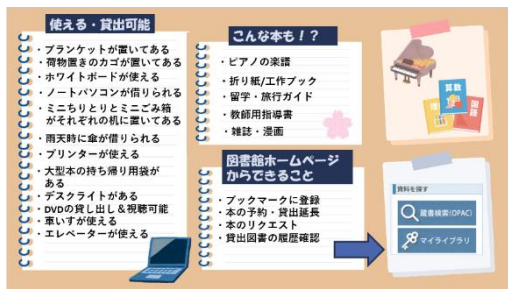 使える・貸出可能
・ブランケットが置いてある
・荷物置きのカゴが置いてある
・ホワイトボードが使える
・ノートパソコンが借りられる
・ミニちりとりとミニごみ箱
がそれぞれの机に置いてある
・雨天時に傘が借りられる
・プリンターが使える
・大型本の持ち帰り用袋が
ある
・デスクライトがある
・DVDの貸し出し&視聴可能
・車いすが使える
・エレベーターが使える
こんな本も!?
・ピアノの楽譜
・折り紙/工作ブック
・留学・旅行ガイド
・教師用指導書
・雑誌・漫画
算数
国語
図書館ホームページ
からできること
・ブックマークに登録
・本の予約・貸出延長
・本のリクエスト
・貸出図書の履歴確認
資料を探す
蔵書検索(OPAC)
マイライブラリ